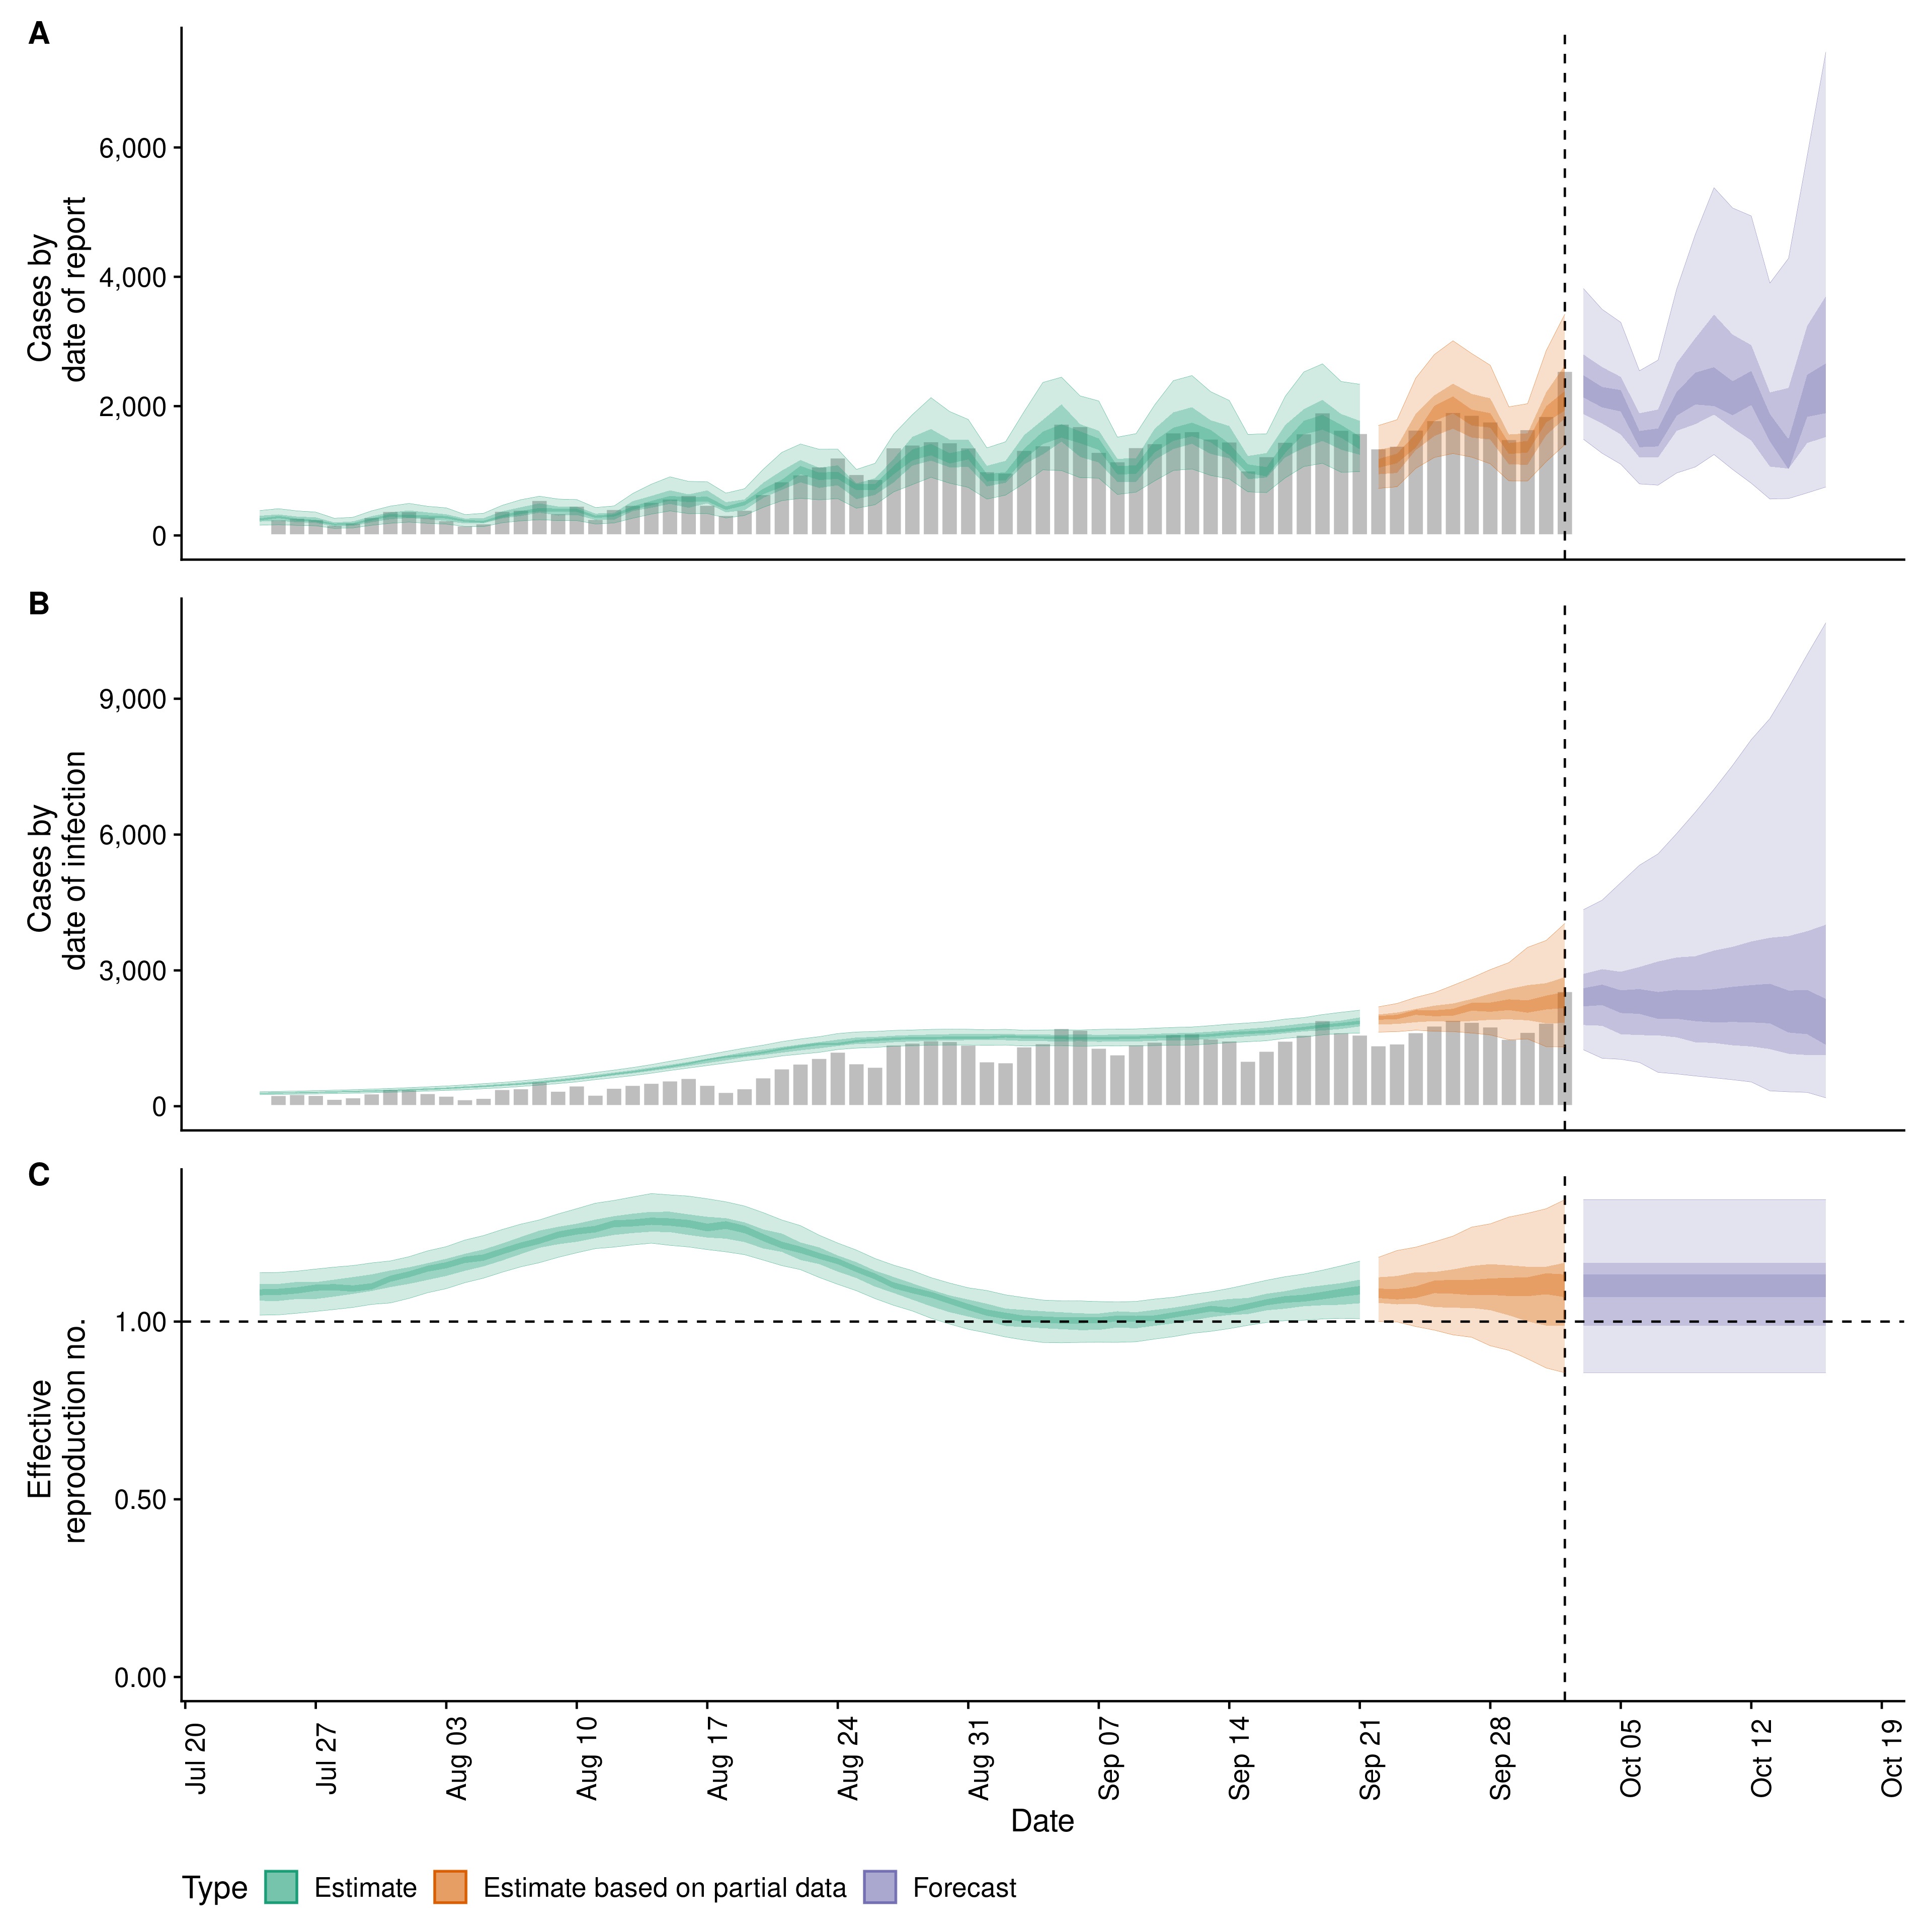 A
Cases by
date of report
6,000
4,000
2,000
0
B
Cases by
date of infection
9,000
6,000
3,000
0
C
Effective
reproduction no.
1.00
0.50
0.00
Jul 20
Jul 27
Aug 03
Aug 10
Aug 17
Aug 24
Aug 31
Sep 07
Sep 14
Sep 21
Sep 28
Oct 05
Oct 12
Oct 19
Date
Type Estimate Estimate based on partial data Forecast